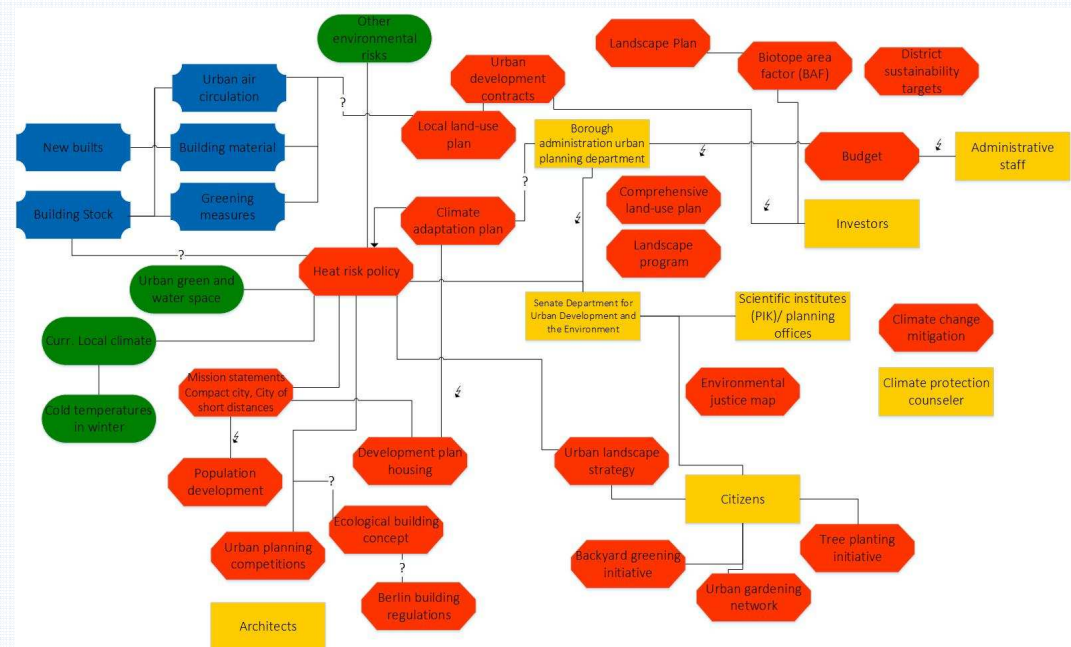 Other
environmental
risks
Landscape Plan
Biotope area
factor (BAF)
District
sustainability
targets
Urban air
circulation
Urban
development
contracts
?
Local land-use
plan
Borough
administration urban
planning department
New builts
Building material
Budget
Administrative
staff
?
Building Stock
Greening
measures
Climate
adaptation plan
Comprehensive
land-use plan
Investors
?
Heat risk policy
Landscape
program
Urban green and
water space
Senate Department for
Urban Development and
the Environment
Scientific institutes
(PIK)/ planning
offices
Climate change
mitigation
Curr. Local climate
Mission statements
Compact city, City of
short distances
Environmental
justice map
Climate protection
counseler
Cold temperatures
in winter
Population
development
Development plan
housing
Urban landscape
strategy
?
Citizens
Ecological building
concept
Urban planning
competitions
Backyard greening
initiative
Tree planting
initiative
?
Urban gardening
network
Berlin building
regulations
Architects